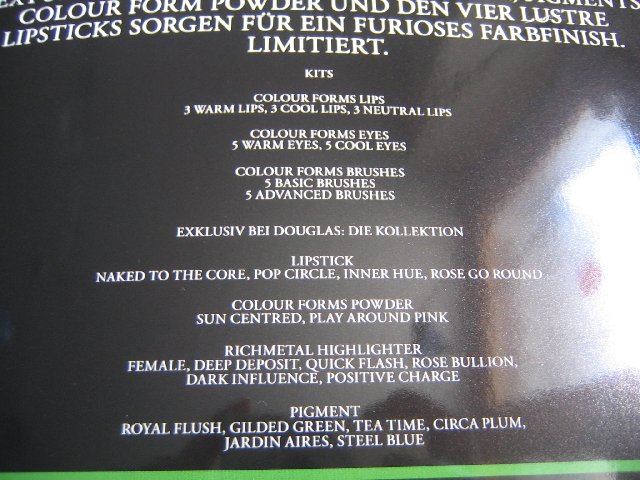 COLOUR FORM POWDER UND DEN VIER LUSTRE
LIPSTICKS SORGEN FÜR EIN FURIOSES FARBFINISH.
LIMITIERT.
KITS
COLOUR FORMS LIPS
3 WARM LIPS, 3 COOL LIPS, 3 NEUTRAL LIPS
COLOUR FORMS EYES
5 WARM EYES, 5 COOL EYES
COLOUR FORMS BRUSHES
5 BASIC BRUSHES
5 ADVANCED BRUSHES
EXKLUSIV BEI DOUGLAS: DIE KOLLEKTION
LIPSTICK
NAKED TO THE CORE, POP CIRCLE, INNER HUE, ROSE GO ROUND
COLOUR FORMS POWDER
SUN CENTRED, PLAY AROUND PINK
RICHMETAL HIGHLIGHTER
FEMALE, DEEP DEPOSIT, QUICK FLASH, ROSE BULLION,
DARK INFLUENCE, POSITIVE CHARGE
PIGMENT
ROYAL FLUSH, GILDED GREEN, TEA TIME, CIRCA PLUM,
JARDIN AIRES, STEEL BLUE